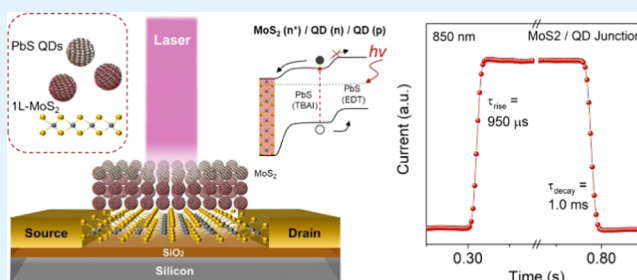 PbS QDs
1L-MoS₂
Laser
MoS₂
Source
Drain
SiO₂
Silicon
MoS₂ (n⁺) / QD (n) / QD (p)
hv
PbS
(TBAI)
PbS
(EDT)
850 nm
MoS2 / QD Junction
τrise =
950 μs
τdecay =
1.0 ms
Current (a.u.)
0.30
0.80
Time (s)